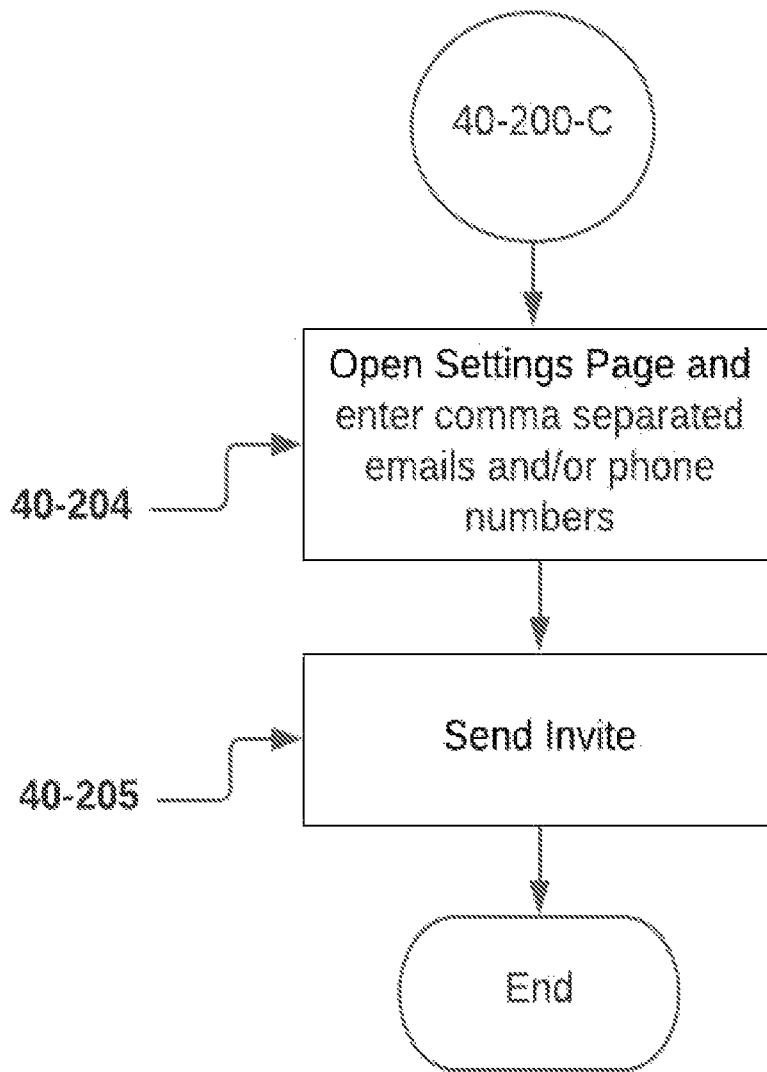 40-200-C
Open Settings Page and
enter comma separated
emails and/or phone
numbers
40-204
Send Invite
40-205
End